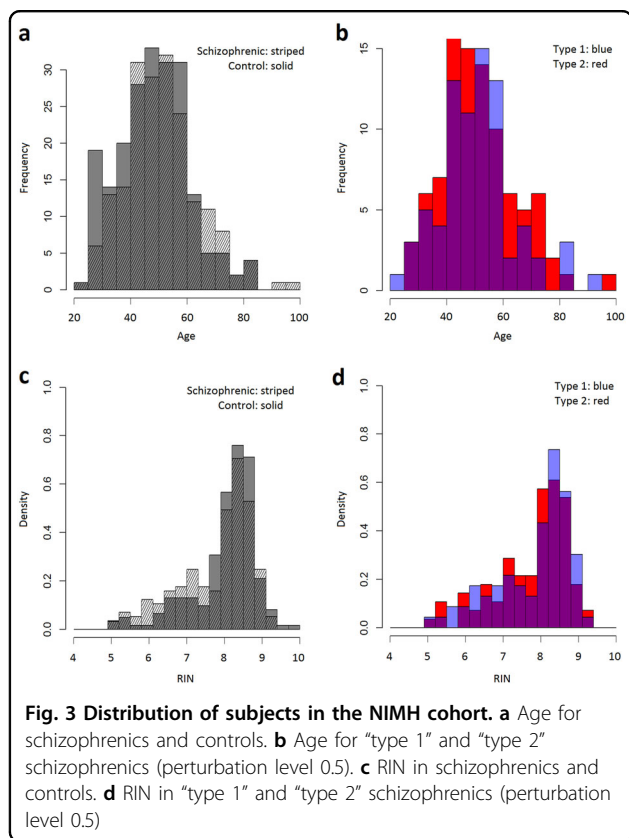 a
Schizophrenic: striped
Control: solid
Frequency
0 5 10 15 20 25 30
20 40 60 80 100
Age
b
Type 1: blue
Type 2: red
Frequency
0 5 10 15
20 40 60 80 100
Age
c
Schizophrenic: striped
Control: solid
Density
0.0 0.2 0.4 0.6 0.8 1.0
4 5 6 7 8 9 10
RIN
d
Type 1: blue
Type 2: red
Density
0.0 0.2 0.4 0.6 0.8 1.0
4 5 6 7 8 9 10
RIN
Fig. 3 Distribution of subjects in the NIMH cohort. a Age for
schizophrenics and controls. b Age for “type 1” and “type 2”
schizophrenics (perturbation level 0.5). c RIN in schizophrenics and
controls. d RIN in “type 1” and “type 2” schizophrenics (perturbation
level 0.5)